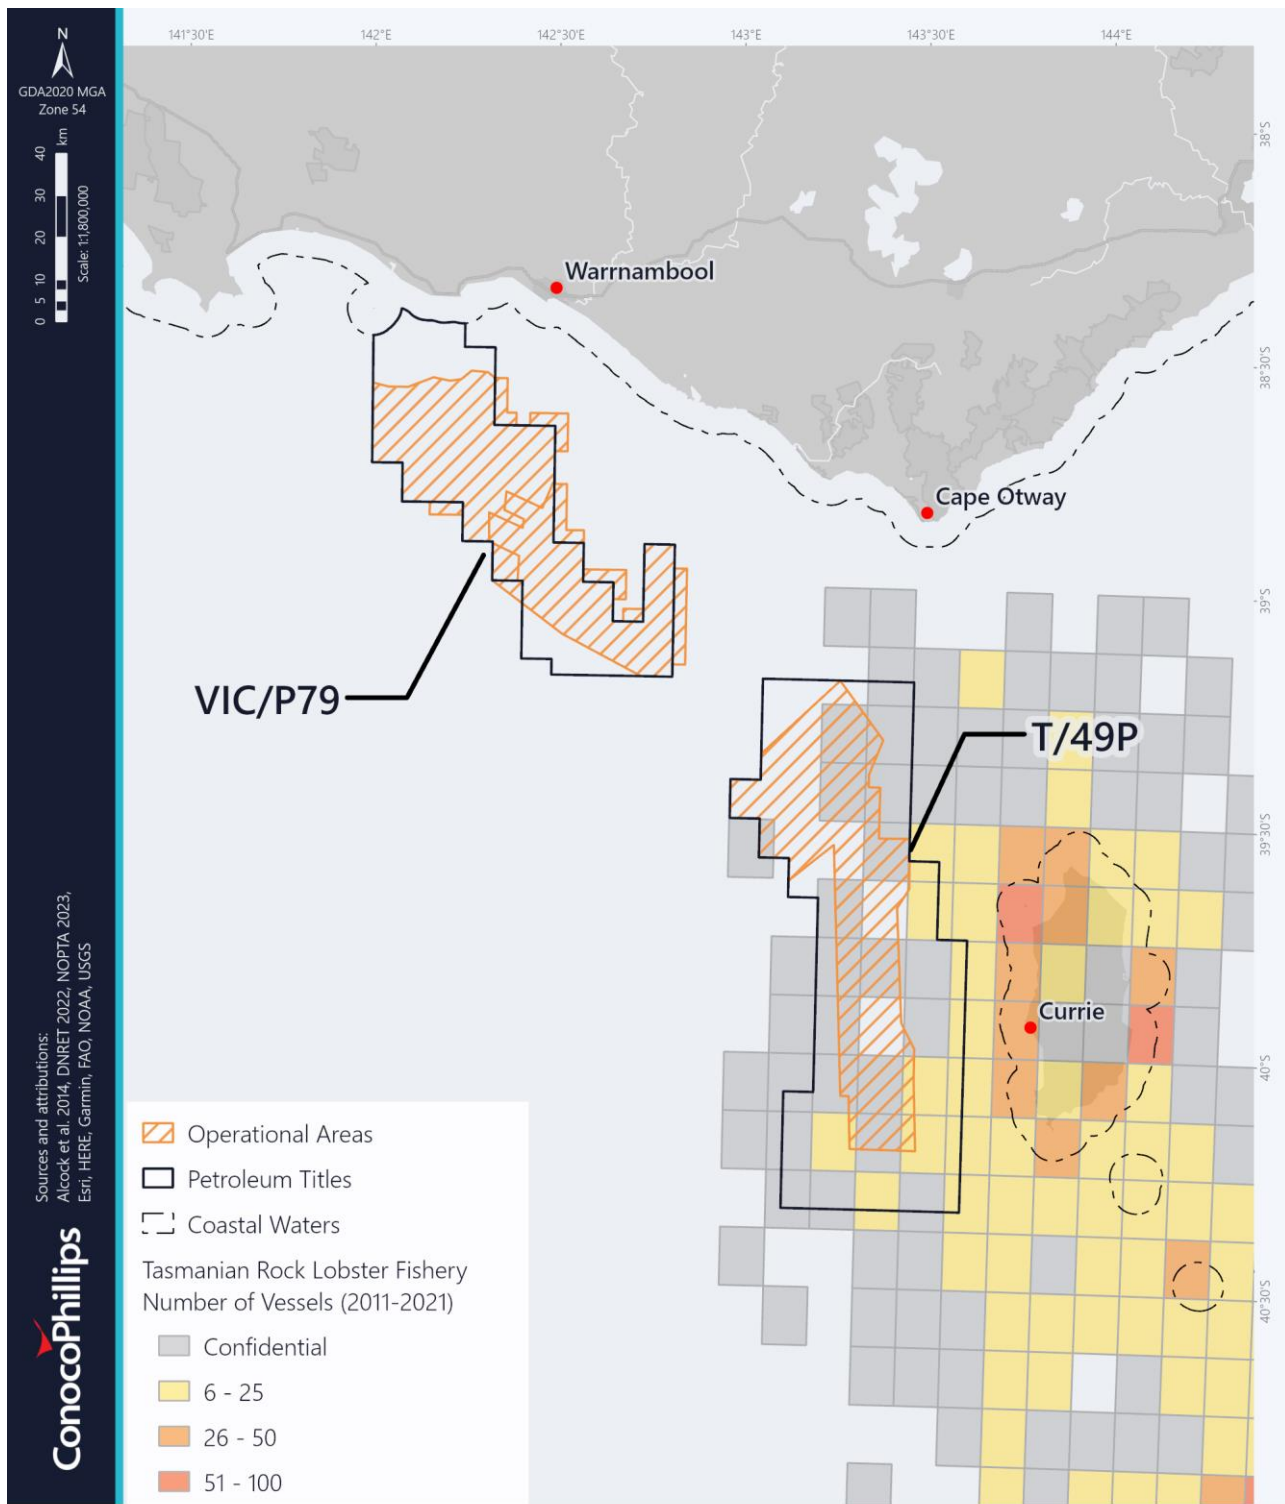 N
GDA2020 MGA
Zone 54
0 5 10 20 30 40 km
Scale: 1:1,800,000
141°30'E 142°E 142°30'E 143°E 143°30'E 144°E
38°S
38°30'S
39°S
39°30'S
40°S
40°30'S
Warrnambool
Cape Otway
VIC/P79
T/49P
Currie
Operational Areas
Petroleum Titles
Coastal Waters
Tasmanian Rock Lobster Fishery
Number of Vessels (2011-2021)
Confidential
6 - 25
26 - 50
51 - 100
Sources and attributions:
Alcock et al. 2014, DNRET 2022, NOPTA 2023,
Esri, HERE, Garmin, FAO, NOAA, USGS
ConocoPhillips